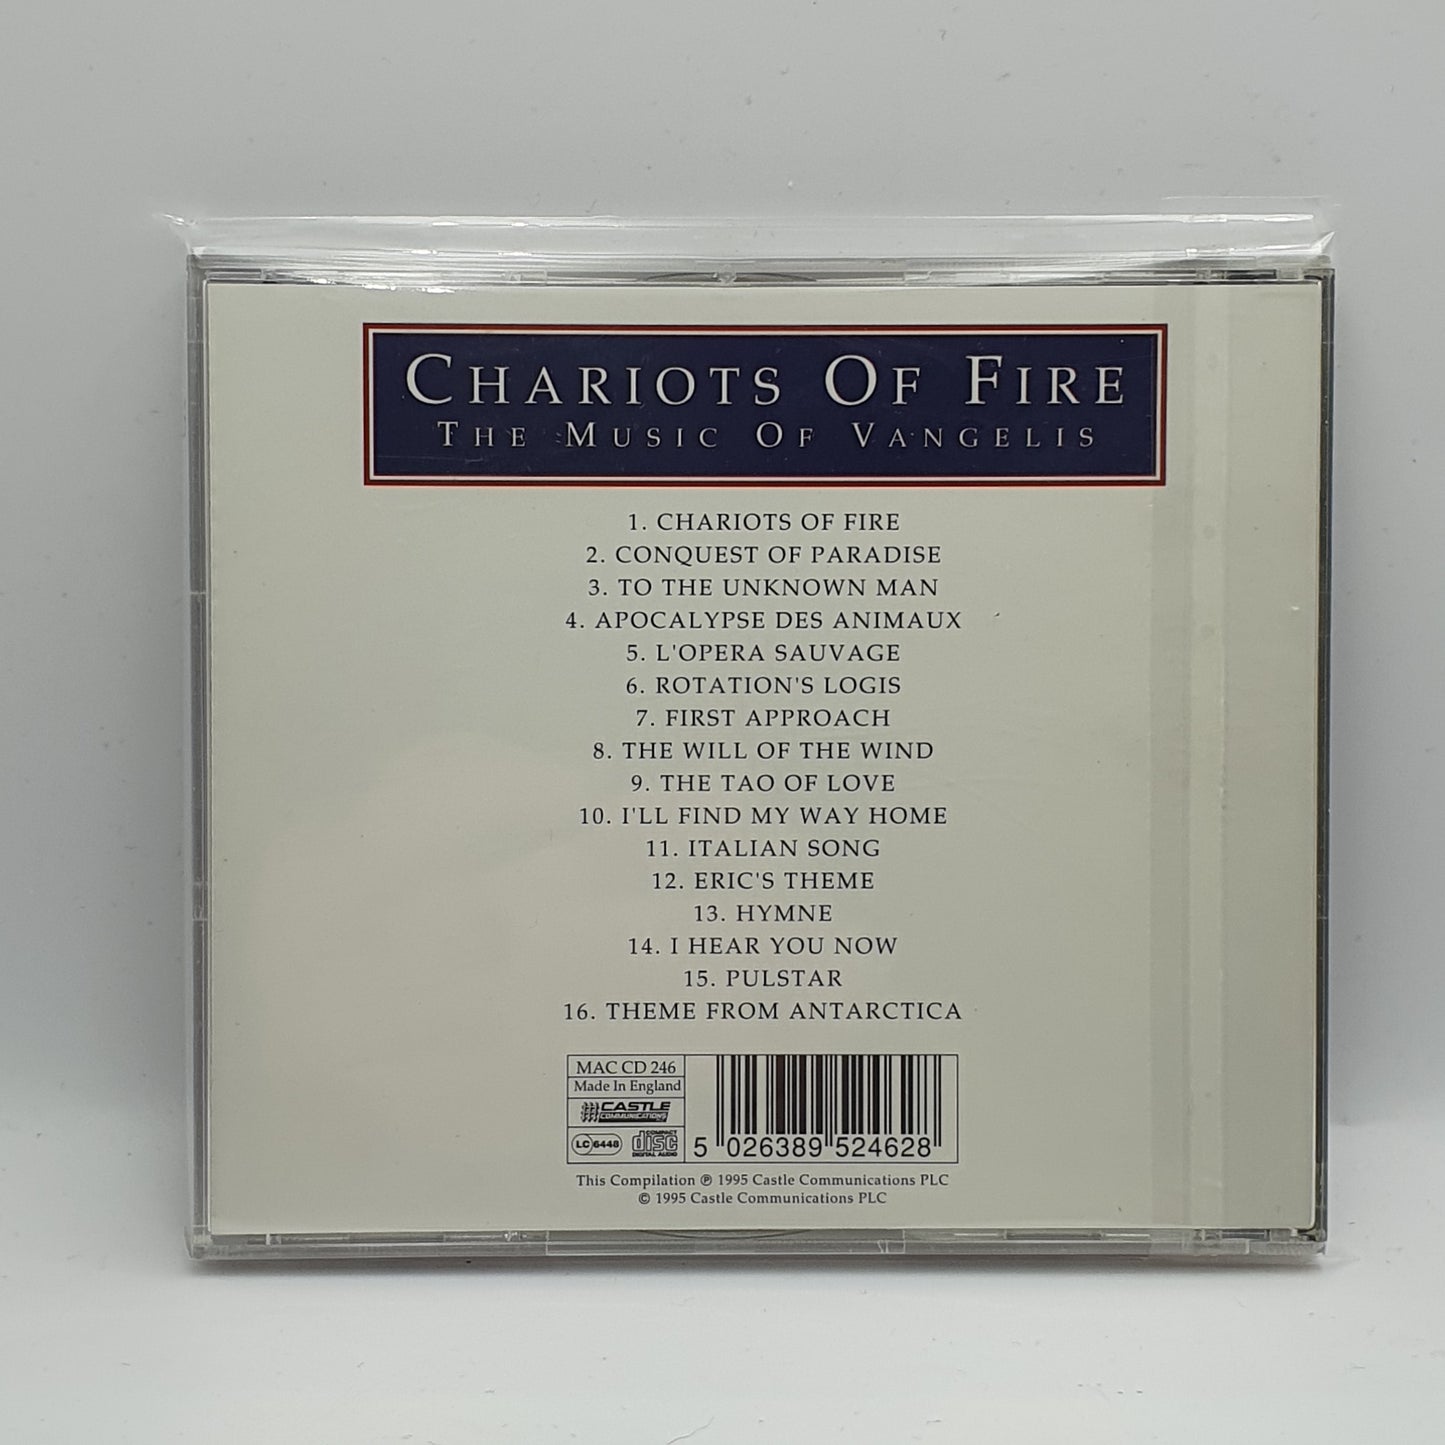 CHARIOTS OF FIRE
THE MUSIC OF VANGELIS
1. CHARIOTS OF FIRE
2. CONQUEST OF PARADISE
3. TO THE UNKNOWN MAN
4. APOCALYPSE DES ANIMAUX
5. L'OPERA SAUVAGE
6. ROTATION'S LOGIS
7. FIRST APPROACH
8. THE WILL OF THE WIND
9. THE TAO OF LOVE
10. I'LL FIND MY WAY HOME
11. ITALIAN SONG
12. ERIC'S THEME
13. HYMNE
14. I HEAR YOU NOW
15. PULSTAR
16. THEME FROM ANTARCTICA
MAC CD 246
Made In England
CASTLE
COMMUNICATIONS
LC 6448
COMPACT
disc
DIGITAL AUDIO
5 026389 524628
This Compilation ℗ 1995 Castle Communications PLC
© 1995 Castle Communications PLC